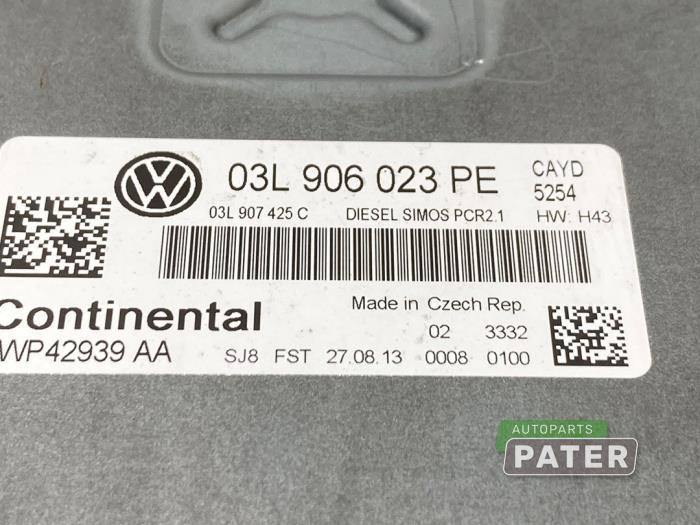 03L 906 023 PE
CAYD
5254
03L 907 425 C DIESEL SIMOS PCR2.1 HW: H43
Made in Czech Rep.
Continental
02 3332
WP42939 AA
SJ8 FST 27.08.13 0008 0100
AUTOPARTS
PATER